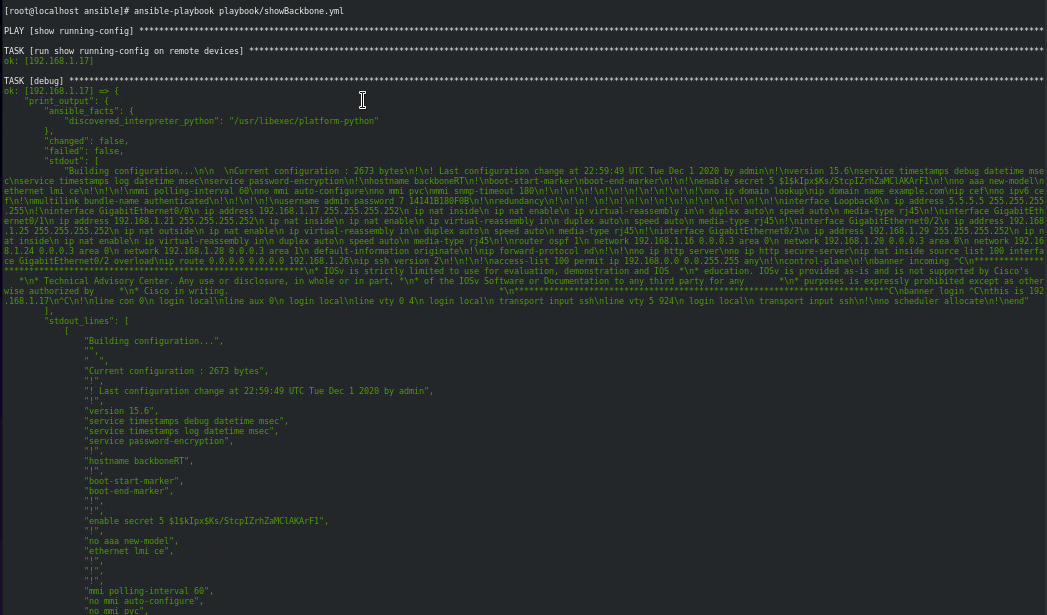 [root@localhost ansible]# ansible-playbook playbook/showBackbone.yml
PLAY [show running-config] ****************************************************************************************************
TASK [run show running-config on remote devices] ****************************************************************************************************
ok: [192.168.1.17]
TASK [debug] ****************************************************************************************************
ok: [192.168.1.17] => {
"print_output": {
"ansible_facts": {
"discovered_interpreter_python": "/usr/libexec/platform-python"
},
"changed": false,
"failed": false,
"stdout": [
"Building configuration...\n\n  \nCurrent configuration : 2673 bytes\n!\n! Last configuration change at 22:59:49 UTC Tue Dec 1 2020 by admin\n!\nversion 15.6\nservice timestamps debug datetime mse
c\nservice timestamps log datetime msec\nservice password-encryption\n!\nhostname backboneRT\n!\nboot-start-marker\nboot-end-marker\n!\n!\nenable secret 5 $1$kIpx$Ks/StcpIZrhZaMClAKArF1\n!\nno aaa new-model\n
ethernet lmi ce\n!\n!\n!\nmmi polling-interval 60\nno mmi auto-configure\nno mmi pvc\nmmi snmp-timeout 180\n!\n!\n!\n!\n!\n!\n!\n!\n!\n!\n!\nno ip domain lookup\nip domain name example.com\nip cef\nno ipv6 ce
f\n!\nmultilink bundle-name authenticated\n!\n!\n!\n!\nusername admin password 7 14141B180F0B\n!\nredundancy\n!\n!\n! \n!\n!\n!\n!\n!\n!\n!\n!\n!\n!\n!\n!\ninterface Loopback0\n ip address 5.5.5.5 255.255.255
.255\n!\ninterface GigabitEthernet0/0\n ip address 192.168.1.17 255.255.255.252\n ip nat inside\n ip nat enable\n ip virtual-reassembly in\n duplex auto\n speed auto\n media-type rj45\n!\ninterface GigabitEth
ernet0/1\n ip address 192.168.1.21 255.255.255.252\n ip nat inside\n ip nat enable\n ip virtual-reassembly in\n duplex auto\n speed auto\n media-type rj45\n!\ninterface GigabitEthernet0/2\n ip address 192.168
.1.25 255.255.255.252\n ip nat outside\n ip nat enable\n ip virtual-reassembly in\n duplex auto\n speed auto\n media-type rj45\n!\ninterface GigabitEthernet0/3\n ip address 192.168.1.29 255.255.255.252\n ip n
at inside\n ip nat enable\n ip virtual-reassembly in\n duplex auto\n speed auto\n media-type rj45\n!\nrouter ospf 1\n network 192.168.1.16 0.0.0.3 area 0\n network 192.168.1.20 0.0.0.3 area 0\n network 192.16
8.1.24 0.0.0.3 area 0\n network 192.168.1.28 0.0.0.3 area 1\n default-information originate\n!\nip forward-protocol nd\n!\n!\nno ip http server\nno ip http secure-server\nip nat inside source list 100 interfa
ce GigabitEthernet0/2 overload\nip route 0.0.0.0 0.0.0.0 192.168.1.26\nip ssh version 2\n!\n!\n!\naccess-list 100 permit ip 192.168.0.0 0.0.255.255 any\n!\ncontrol-plane\n!\nbanner incoming ^C\n**************
************************************************************\n* IOSv is strictly limited to use for evaluation, demonstration and IOS  *\n* education. IOSv is provided as-is and is not supported by Cisco's
*\n* Technical Advisory Center. Any use or disclosure, in whole or in part, *\n* of the IOSv Software or Documentation to any third party for any       *\n* purposes is expressly prohibited except as other
wise authorized by     *\n* Cisco in writing.                                                      *\n**************************************************************************^C\nbanner login ^C\nthis is 192
.168.1.17\n^C\n!\nline con 0\n login local\nline aux 0\n login local\nline vty 0 4\n login local\n transport input ssh\nline vty 5 924\n login local\n transport input ssh\n!\nno scheduler allocate\n!\nend"
],
"stdout_lines": [
[
"Building configuration...",
"",
"  ",
"Current configuration : 2673 bytes",
"!",
"! Last configuration change at 22:59:49 UTC Tue Dec 1 2020 by admin",
"!",
"version 15.6",
"service timestamps debug datetime msec",
"service timestamps log datetime msec",
"service password-encryption",
"!",
"hostname backboneRT",
"!",
"boot-start-marker",
"boot-end-marker",
"!",
"!",
"enable secret 5 $1$kIpx$Ks/StcpIZrhZaMClAKArF1",
"!",
"no aaa new-model",
"ethernet lmi ce",
"!",
"!",
"!",
"mmi polling-interval 60",
"no mmi auto-configure",
"no mmi pvc",